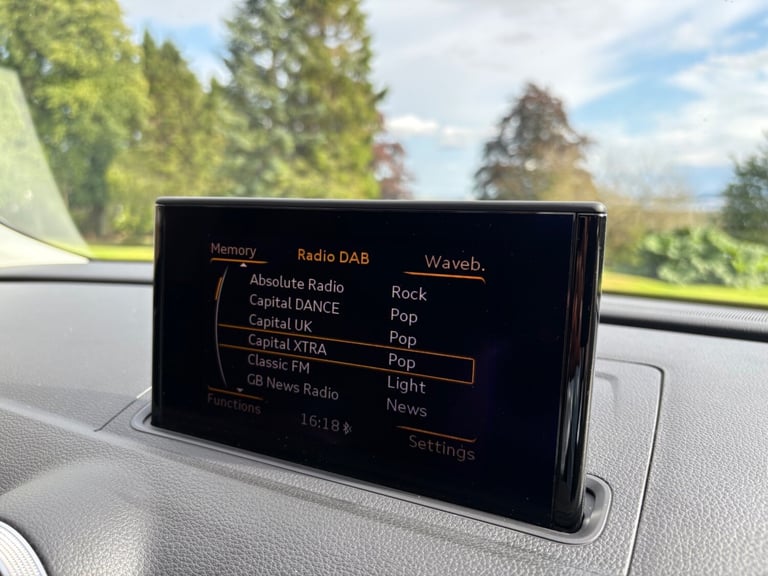 Memory Radio DAB Waveb.
Absolute Radio Rock
Capital DANCE Pop
Capital UK Pop
Capital XTRA Pop
Classic FM Light
GB News Radio News
Functions 16:18 Settings